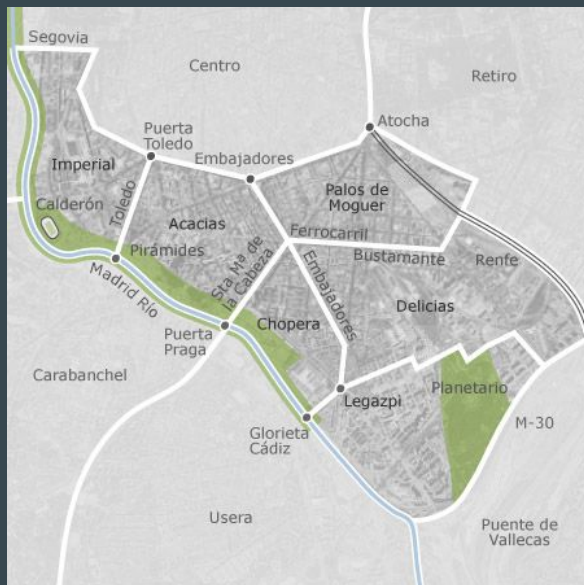 Segovia
Centro
Retiro
Atocha
Puerta
Toledo
Embajadores
Imperial
Palos de
Moguer
Calderón
Toledo
Acacias
Ferrocarril
Pirámides
Sta Mª de
la Cabeza
Bustamante
Renfe
Madrid Río
Embajadores
Delicias
Chopera
Puerta
Praga
Carabanchel
Legazpi
Planetario
M-30
Glorieta
Cádiz
Usera
Puente de
Vallecas